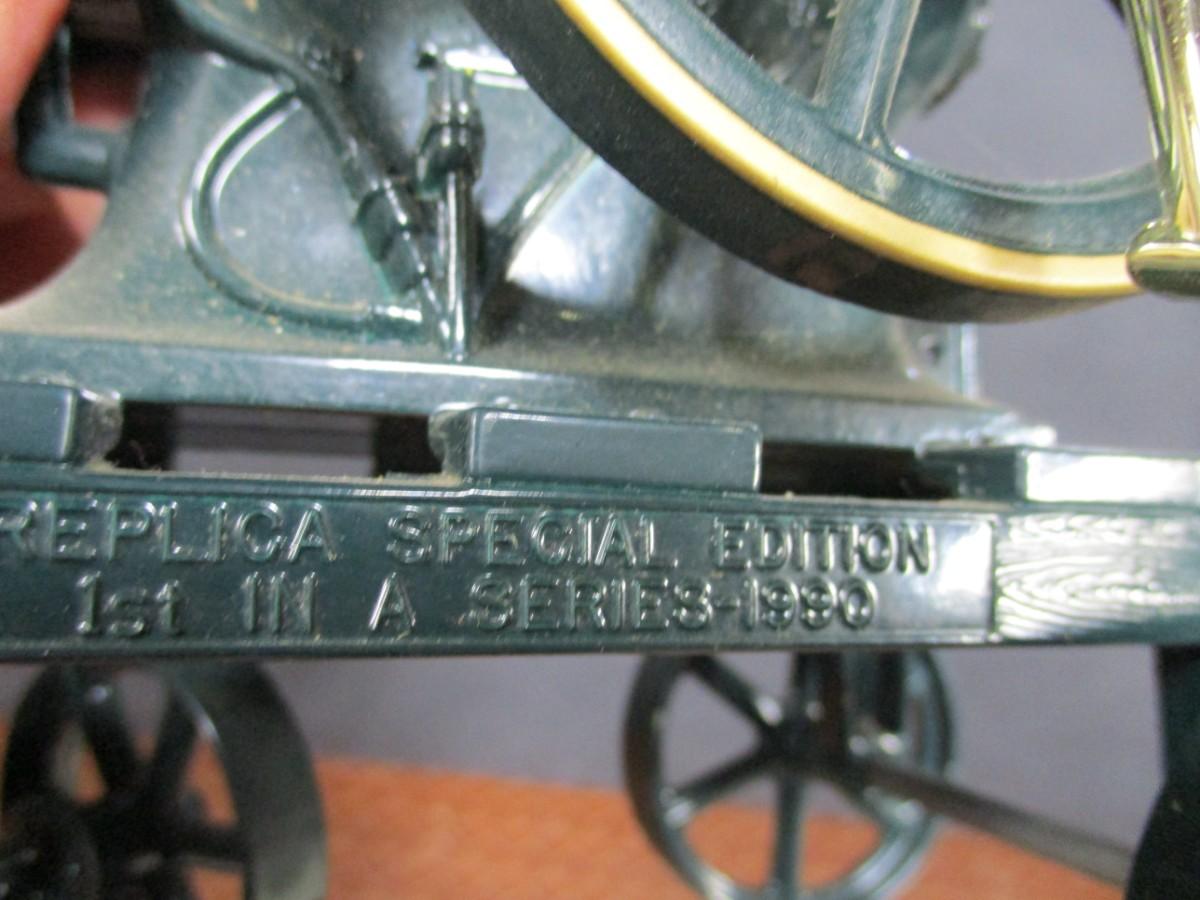 REPLICA SPECIAL EDITION
1st IN A SERIES-1990